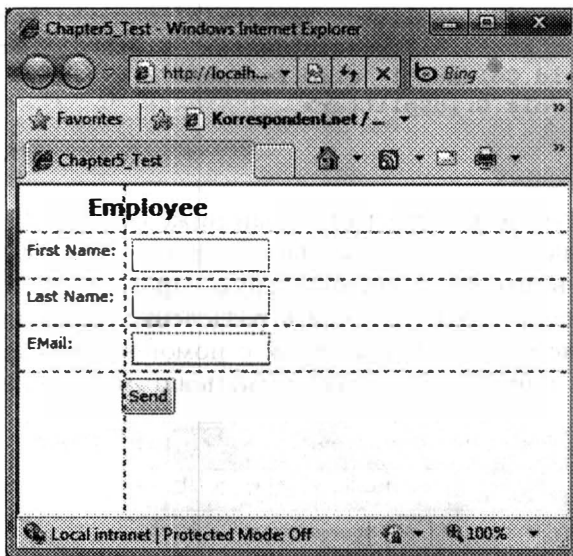 Chapter5_Test - Windows Internet Explorer
http://localh... Bing
Favorites Korrespondent.net / ...
Chapter5_Test
Employee
First Name:
Last Name:
EMail:
Send
Local intranet | Protected Mode: Off 100%